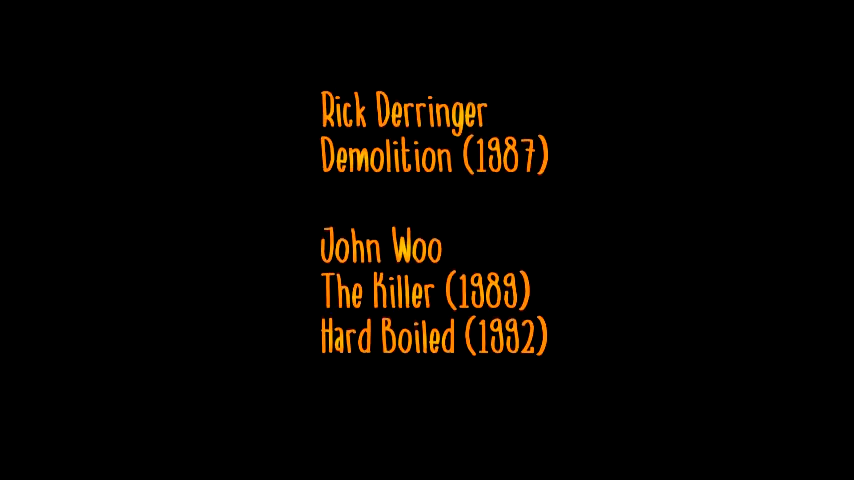 Rick Derringer
Demolition (1987)
John Woo
The Killer (1989)
Hard Boiled (1992)